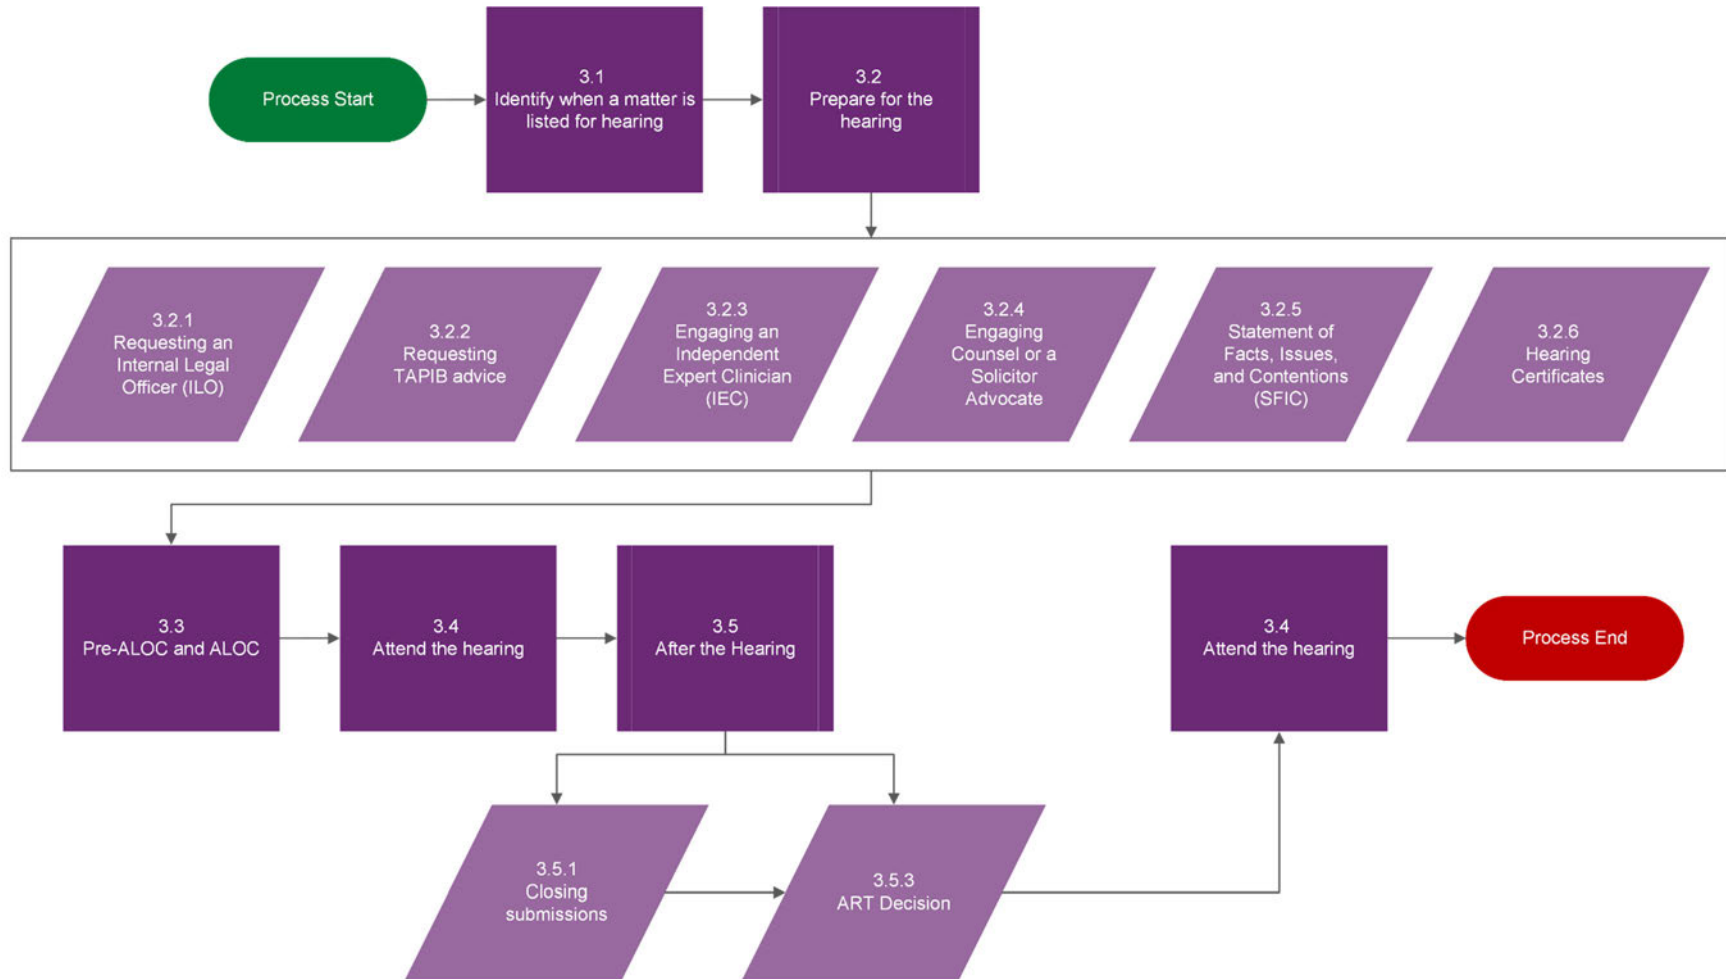 Process Start
3.1
Identify when a matter is
listed for hearing
3.2
Prepare for the
hearing
3.2.1
Requesting an
Internal Legal
Officer (ILO)
3.2.2
Requesting
TAPIB advice
3.2.3
Engaging an
Independent
Expert Clinician
(IEC)
3.2.4
Engaging
Counsel or a
Solicitor
Advocate
3.2.5
Statement of
Facts, Issues,
and Contentions
(SFIC)
3.2.6
Hearing
Certificates
3.3
Pre-ALOC and ALOC
3.4
Attend the hearing
3.5
After the Hearing
3.4
Attend the hearing
Process End
3.5.1
Closing
submissions
3.5.3
ART Decision